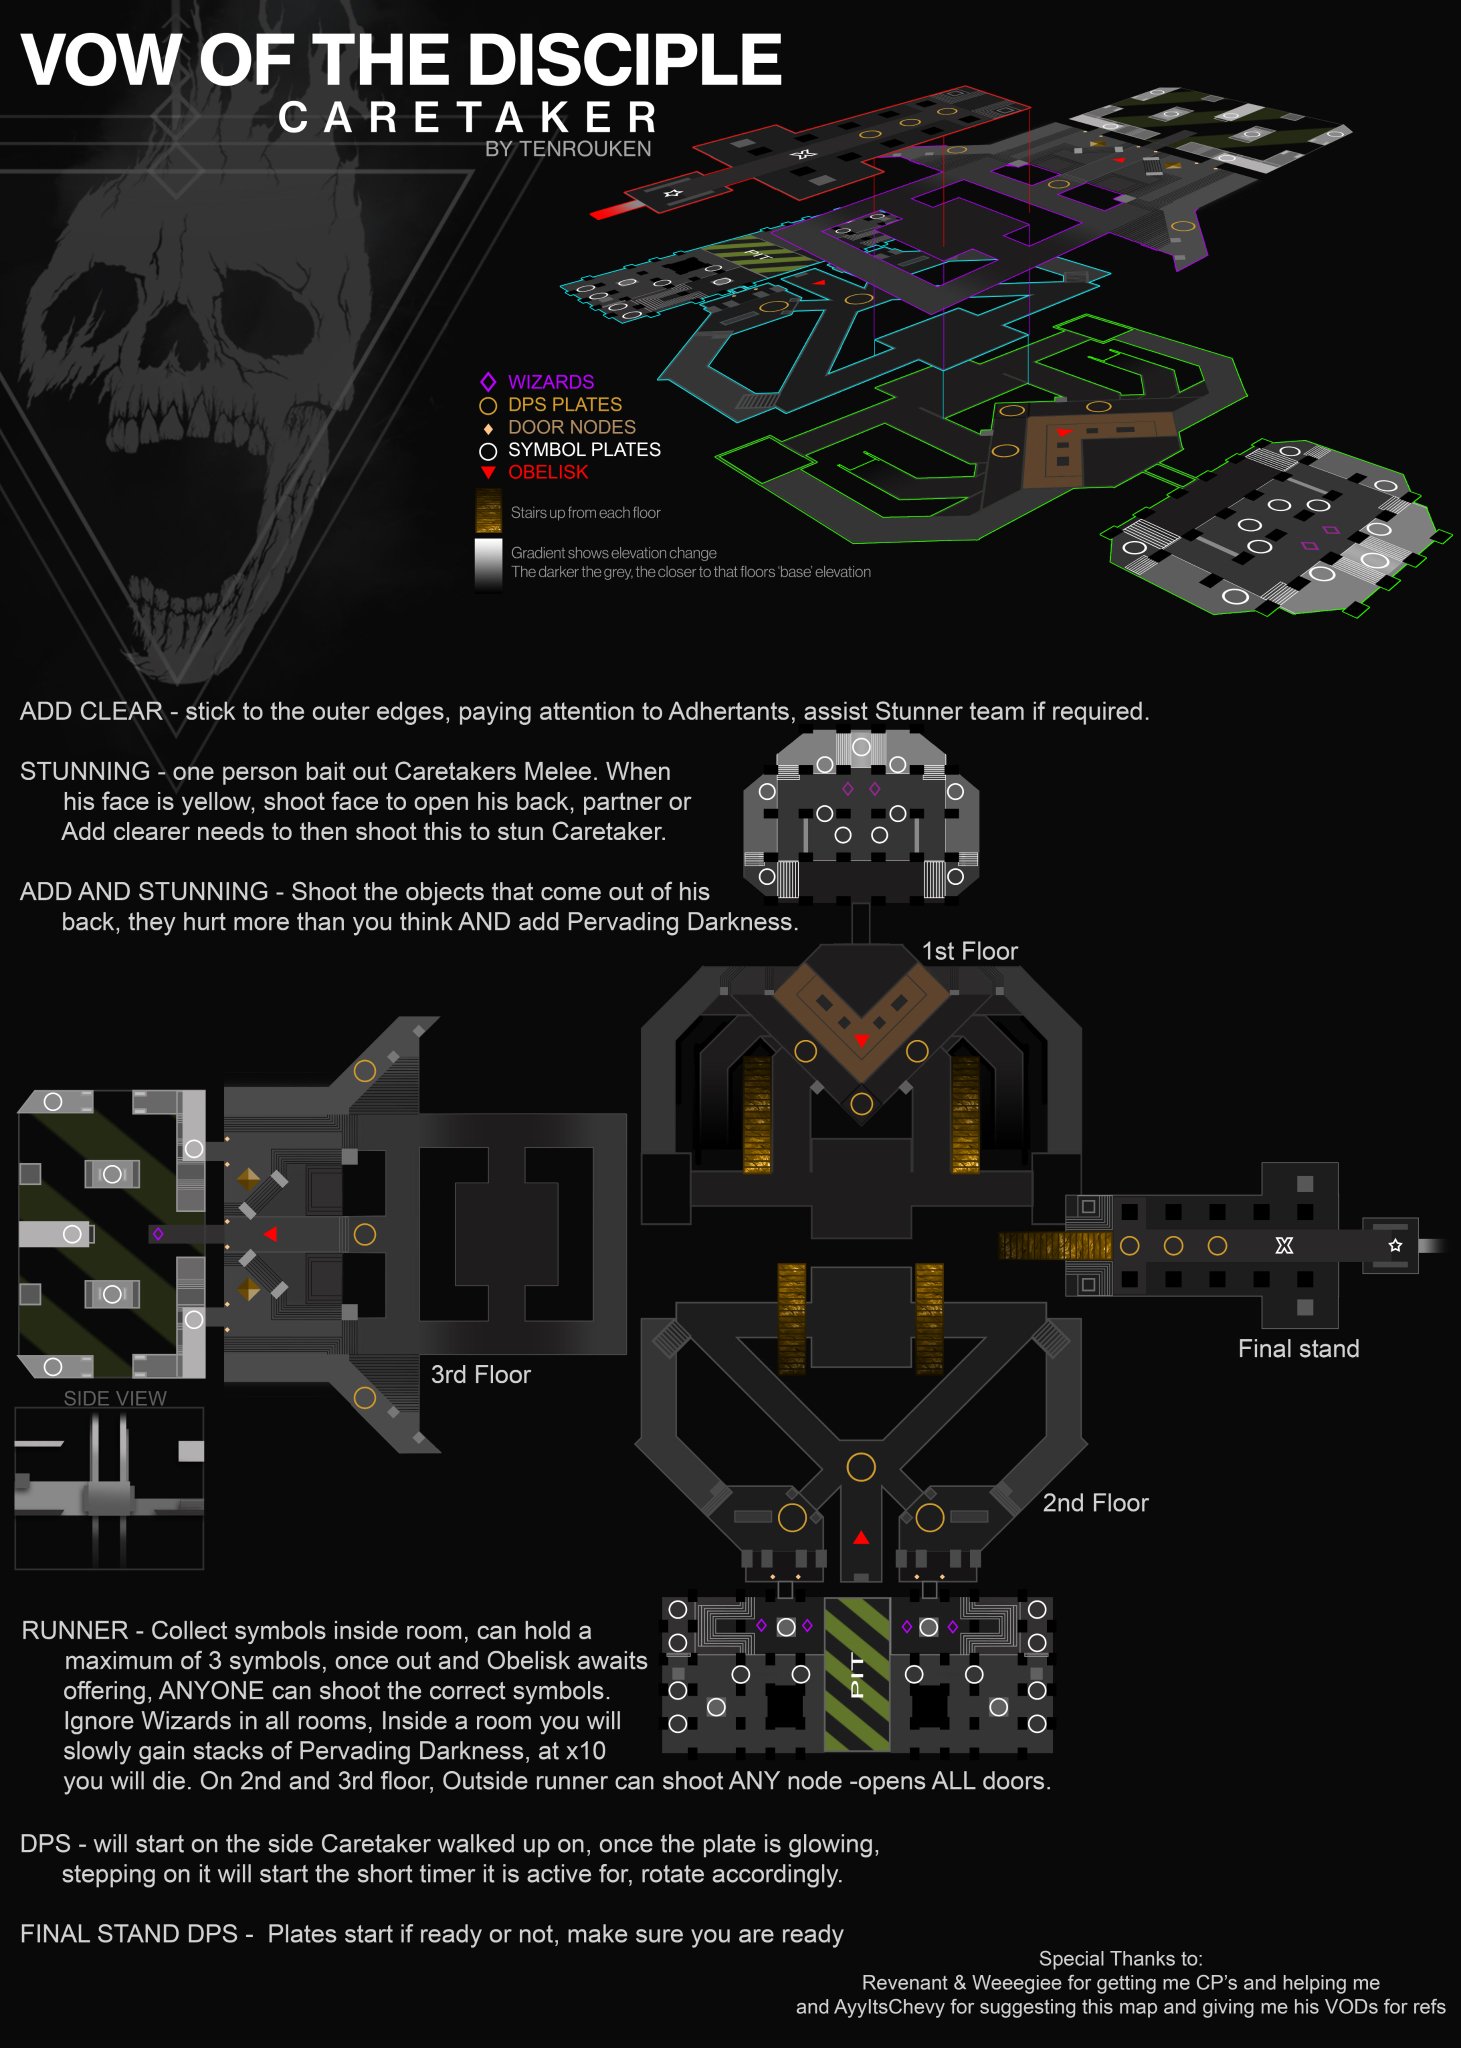 VOW OF THE DISCIPLE
CARETAKER
BY TENROUKEN
PIT
WIZARDS
DPS PLATES
DOOR NODES
SYMBOL PLATES
OBELISK
Stairs up from each floor
Gradient shows elevation change
The darker the grey, the closer to that floors 'base' elevation
ADD CLEAR - stick to the outer edges, paying attention to Adhertants, assist Stunner team if required.
STUNNING - one person bait out Caretakers Melee. When
his face is yellow, shoot face to open his back, partner or
Add clearer needs to then shoot this to stun Caretaker.
ADD AND STUNNING - Shoot the objects that come out of his
back, they hurt more than you think AND add Pervading Darkness.
1st Floor
Final stand
3rd Floor
SIDE VIEW
2nd Floor
PIT
RUNNER - Collect symbols inside room, can hold a
maximum of 3 symbols, once out and Obelisk awaits
offering, ANYONE can shoot the correct symbols.
Ignore Wizards in all rooms, Inside a room you will
slowly gain stacks of Pervading Darkness, at x10
you will die. On 2nd and 3rd floor, Outside runner can shoot ANY node -opens ALL doors.
DPS - will start on the side Caretaker walked up on, once the plate is glowing,
stepping on it will start the short timer it is active for, rotate accordingly.
FINAL STAND DPS - Plates start if ready or not, make sure you are ready
Special Thanks to:
Revenant & Weeegiee for getting me CP's and helping me
and AyyItsChevy for suggesting this map and giving me his VODs for refs